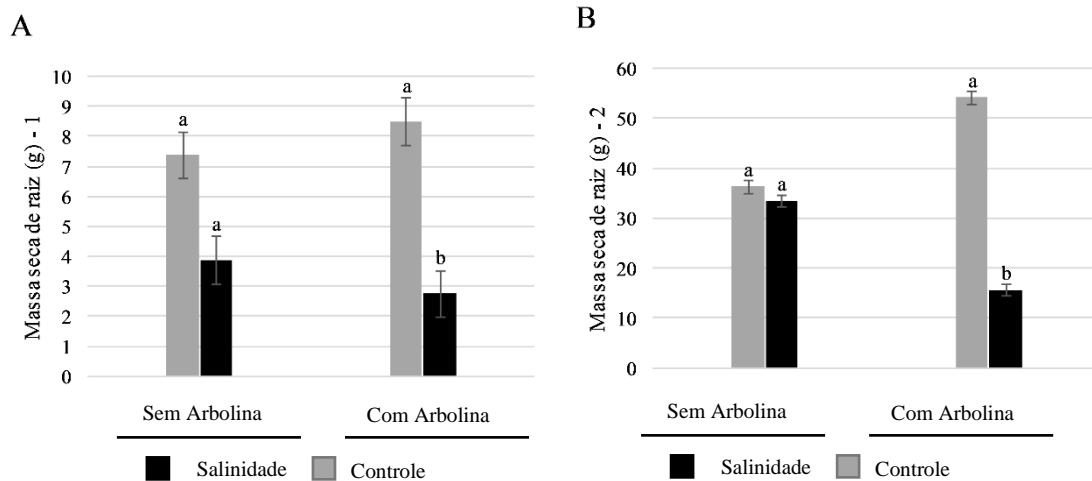 A
Massa seca de raiz (g) - 1
10
9
8
7
6
5
4
3
2
1
0
a
a
a
b
Sem Arbolina
Com Arbolina
Salinidade
Controle
B
Massa seca de raiz (g) - 2
60
50
40
30
20
10
0
a
a
a
b
Sem Arbolina
Com Arbolina
Salinidade
Controle